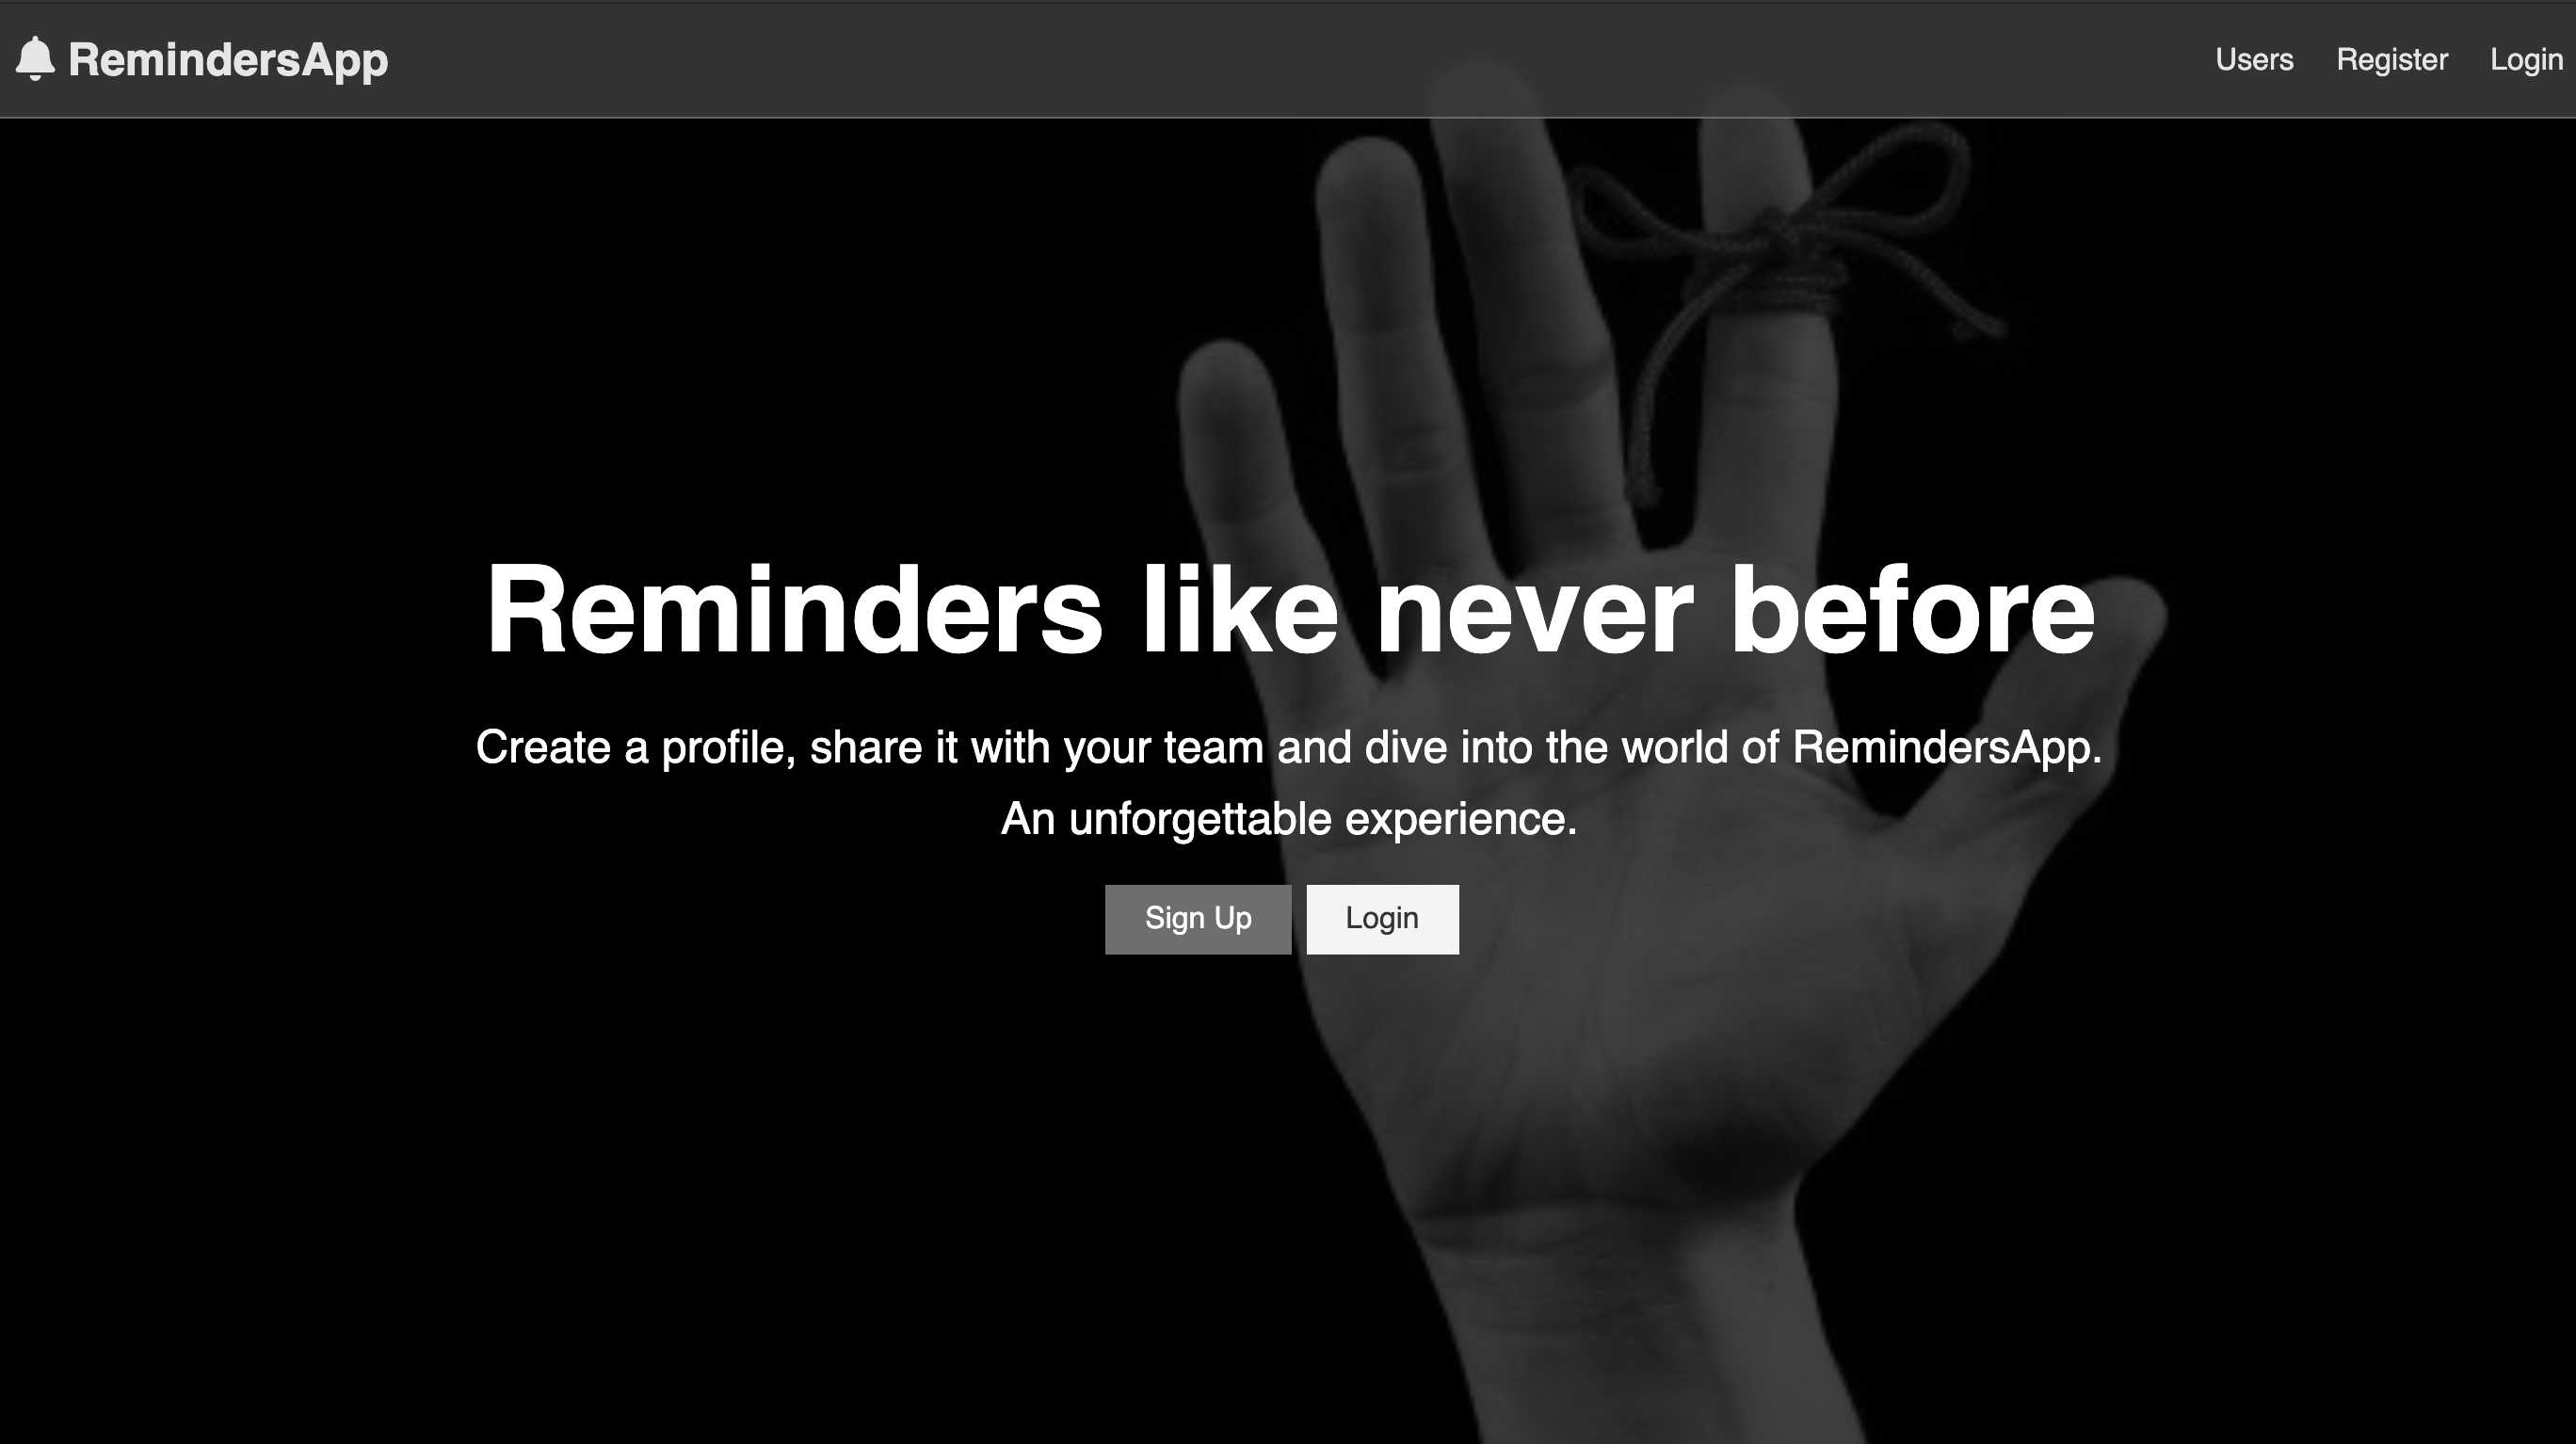 RemindersApp
Users
Register
Login
Reminders like never before
Create a profile, share it with your team and dive into the world of RemindersApp.
An unforgettable experience.
Sign Up
Login